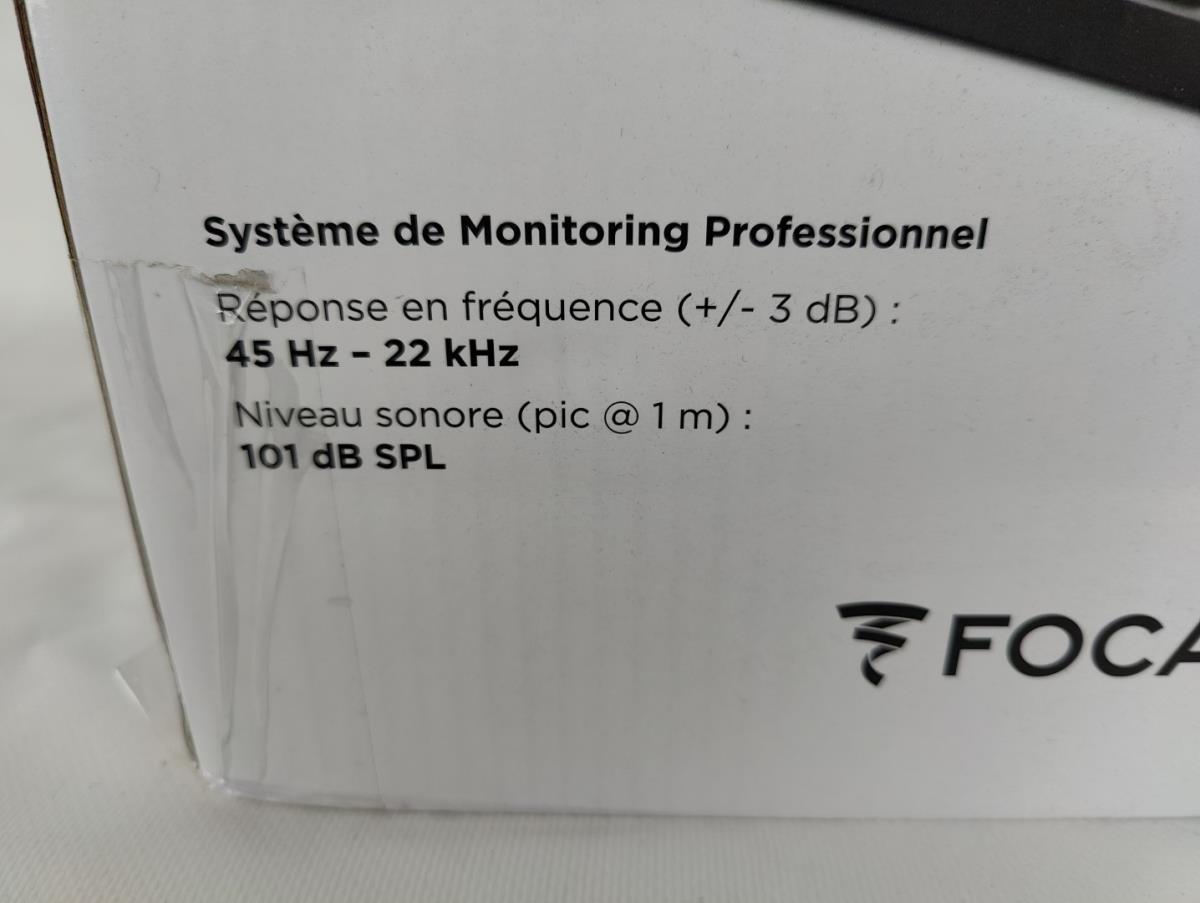 Système de Monitoring Professionnel
Réponse en fréquence (+/- 3 dB) :
45 Hz – 22 kHz
Niveau sonore (pic @ 1 m) :
101 dB SPL
FOCA